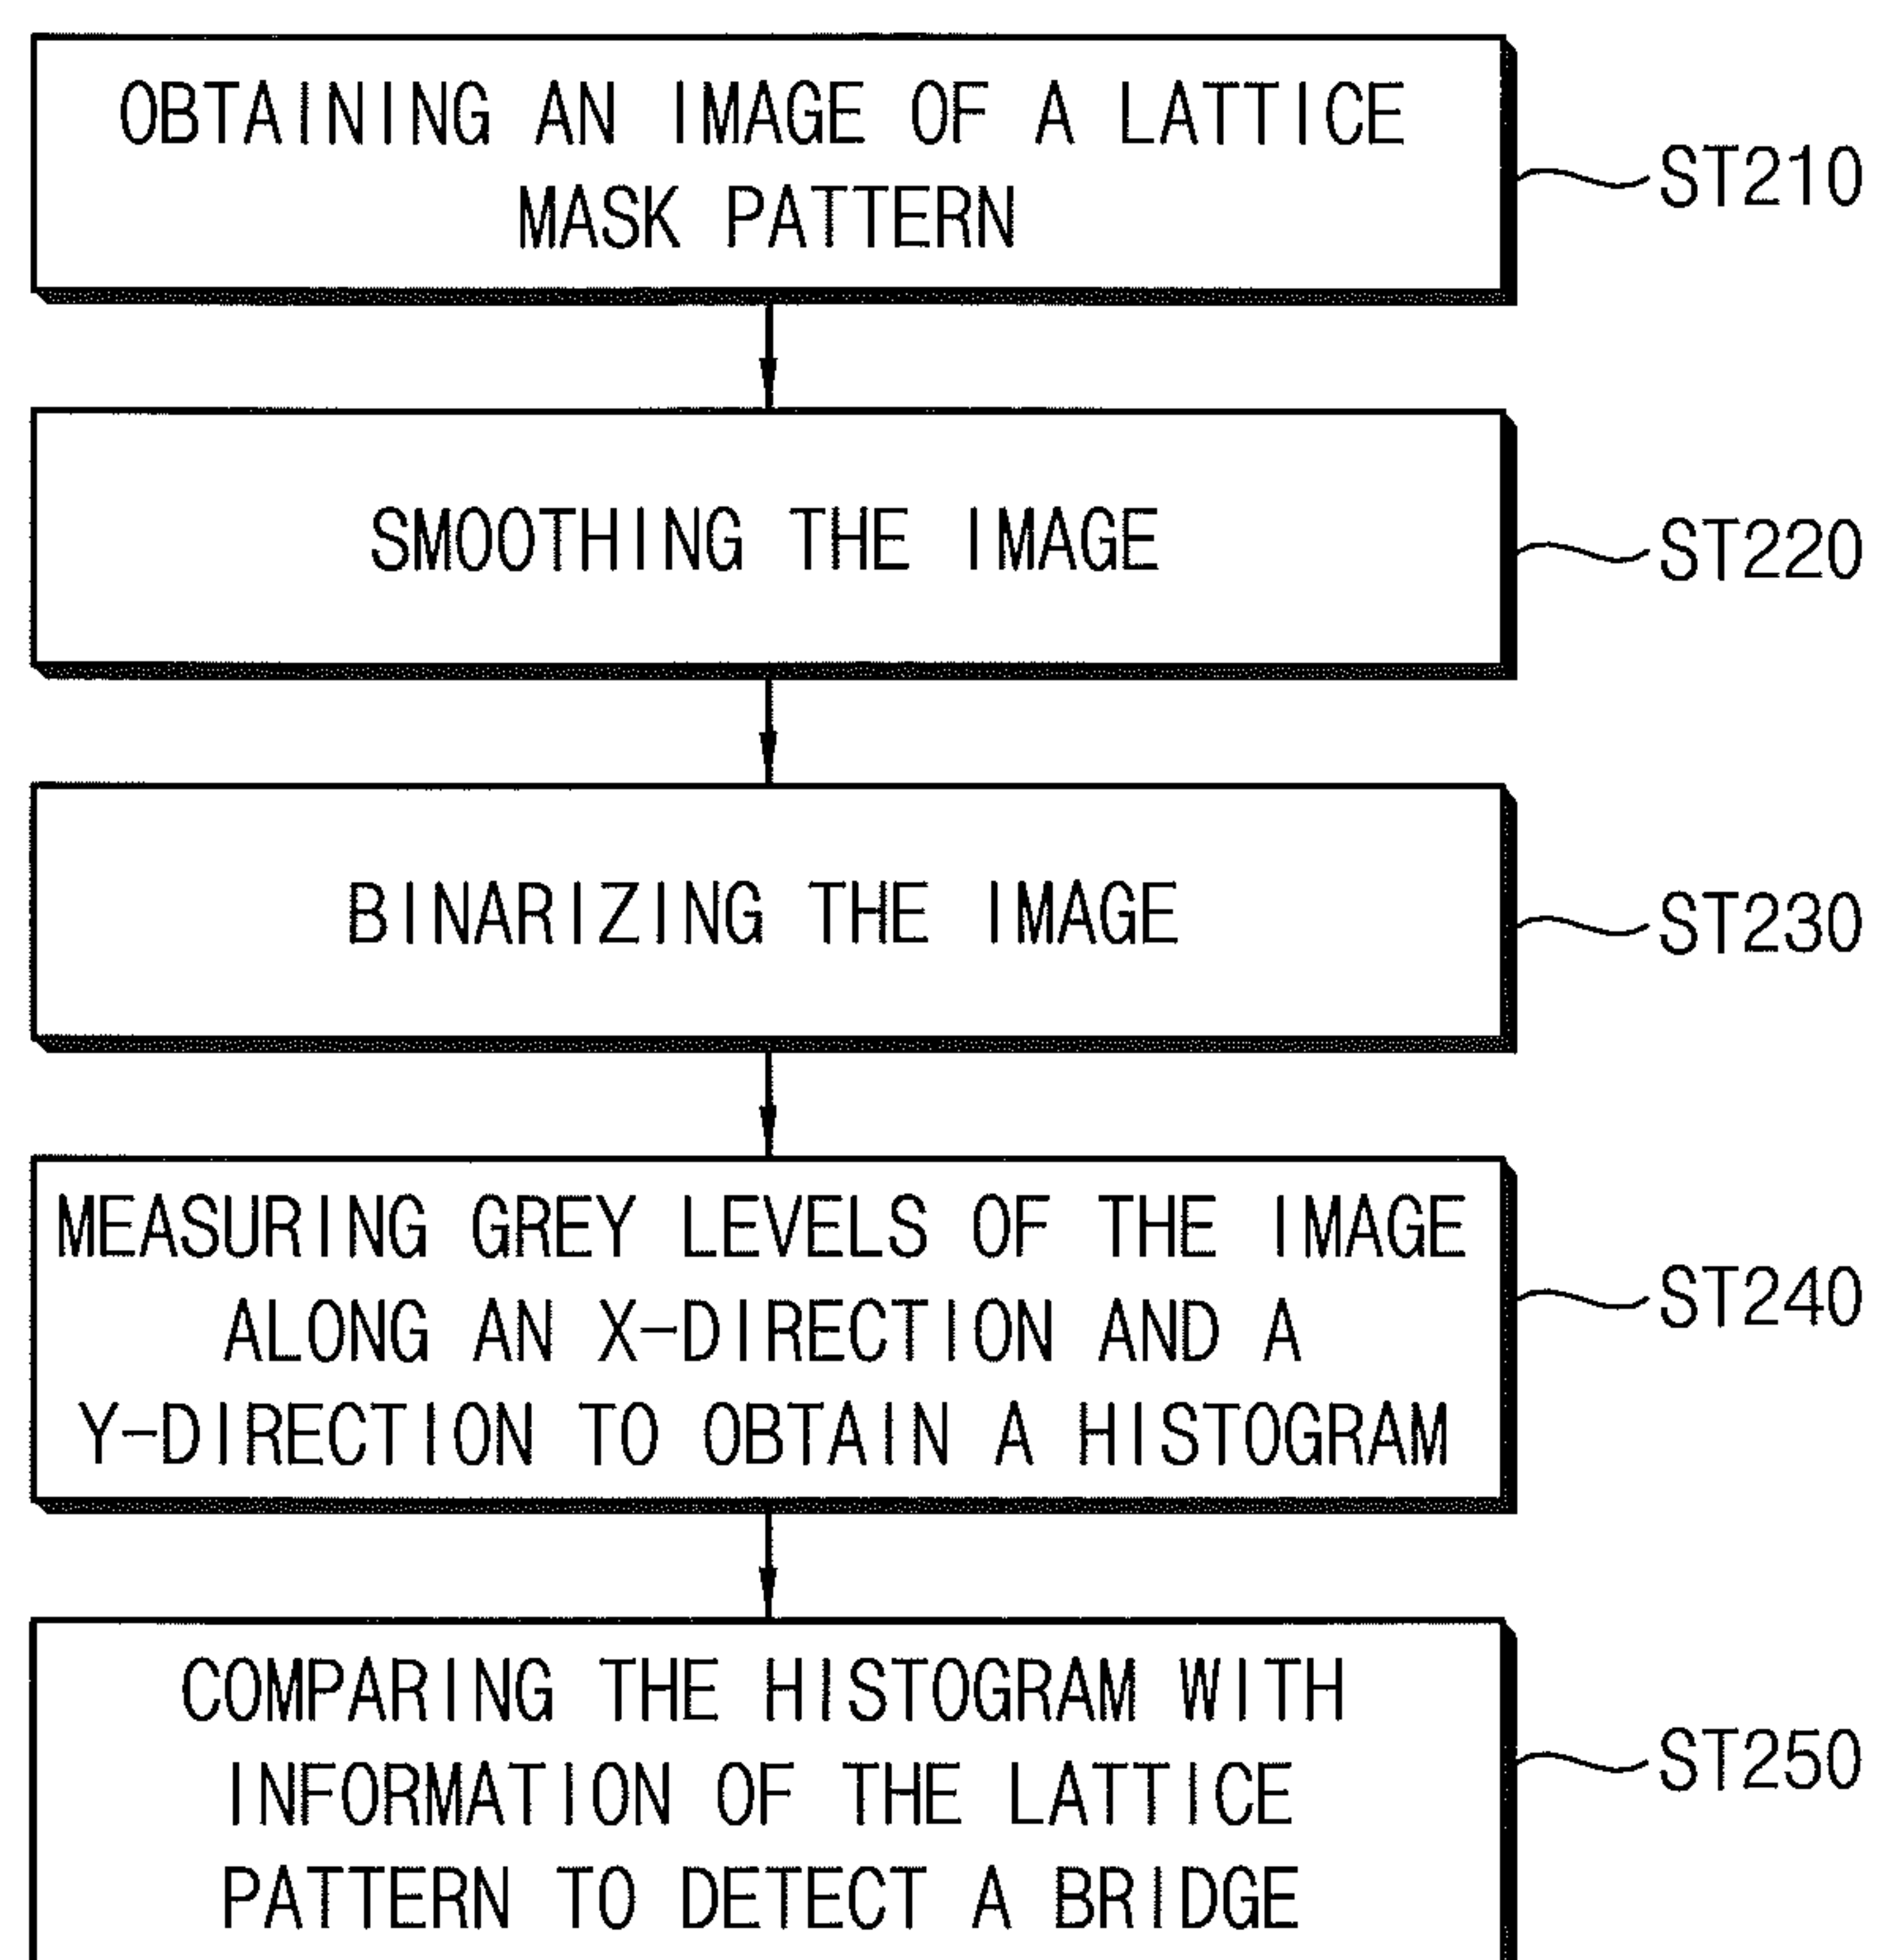 OBTAINING AN IMAGE OF A LATTICE
MASK PATTERN
ST210
SMOOTHING THE IMAGE
ST220
BINARIZING THE IMAGE
ST230
MEASURING GREY LEVELS OF THE IMAGE
ALONG AN X-DIRECTION AND A
Y-DIRECTION TO OBTAIN A HISTOGRAM
ST240
COMPARING THE HISTOGRAM WITH
INFORMATION OF THE LATTICE
PATTERN TO DETECT A BRIDGE
ST250